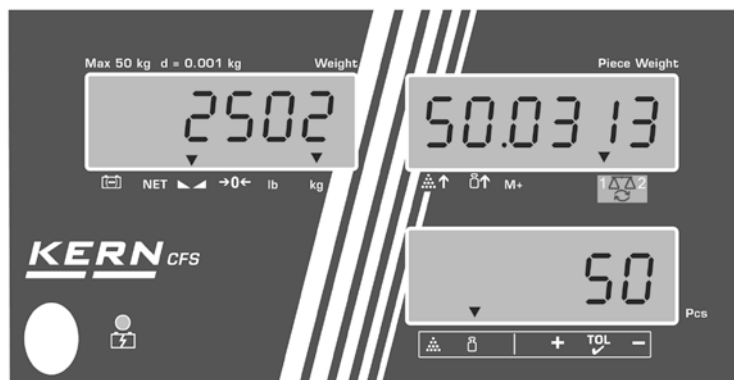 Max 50 kg d = 0.001 kg Weight
Piece Weight
2502
50.0313
NET →0← lb kg
M+
1 2
KERN CFS
50
Pcs
+ TOL −